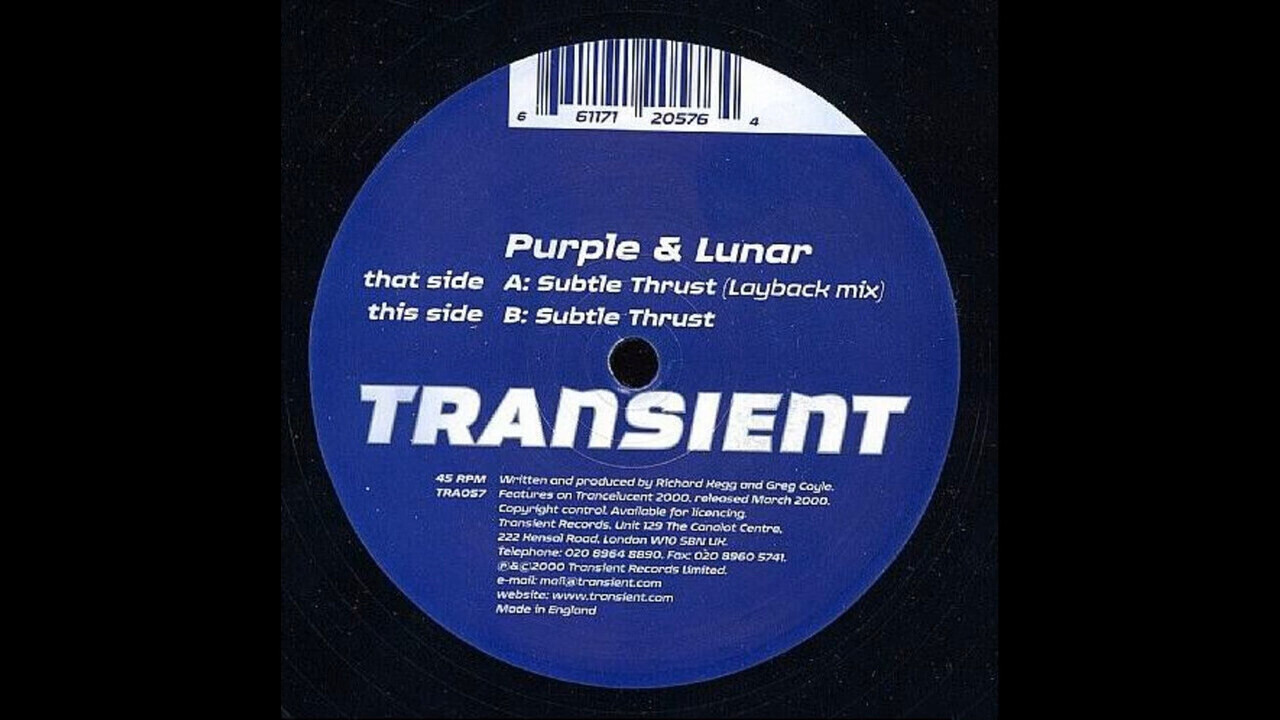 6 61171 20576 4
Purple & Lunar
that side A: Subtle Thrust (Layback mix)
this side B: Subtle Thrust
TRANSIENT
45 RPM Written and produced by Richard Kegg and Greg Coyle.
TRA057 Features on Trancelucent 2000, released March 2000.
Copyright control. Available for licencing.
Transient Records, Unit 129 The Canalot Centre,
222 Kensal Road, London W10 5BN UK.
Telephone: 020 8964 8890. Fax: 020 8960 5741.
℗&©2000 Transient Records Limited.
e-mail: mail@transient.com
website: www.transient.com
Made in England